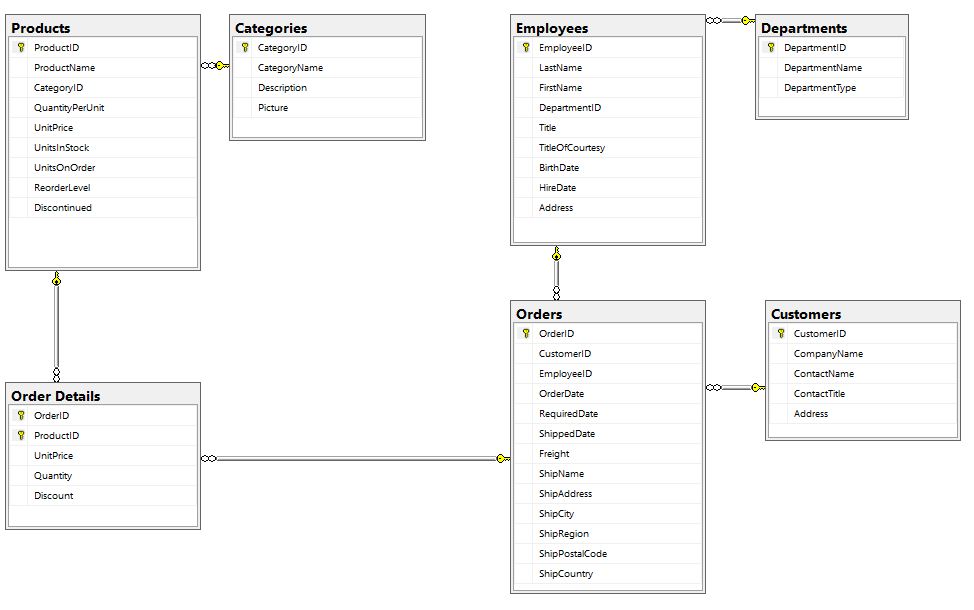 Products
ProductID
ProductName
CategoryID
QuantityPerUnit
UnitPrice
UnitsInStock
UnitsOnOrder
ReorderLevel
Discontinued
Categories
CategoryID
CategoryName
Description
Picture
Employees
EmployeeID
LastName
FirstName
DepartmentID
Title
TitleOfCourtesy
BirthDate
HireDate
Address
Departments
DepartmentID
DepartmentName
DepartmentType
Order Details
OrderID
ProductID
UnitPrice
Quantity
Discount
Orders
OrderID
CustomerID
EmployeeID
OrderDate
RequiredDate
ShippedDate
Freight
ShipName
ShipAddress
ShipCity
ShipRegion
ShipPostalCode
ShipCountry
Customers
CustomerID
CompanyName
ContactName
ContactTitle
Address